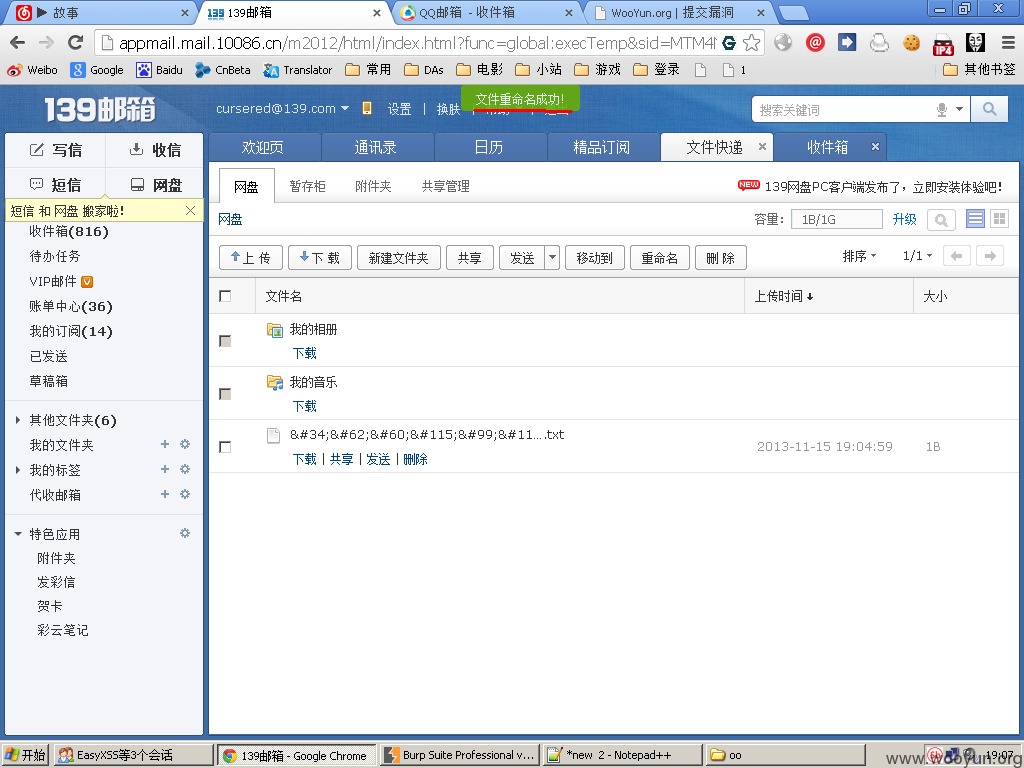 故事
139邮箱
QQ邮箱 - 收件箱
WooYun.org | 提交漏洞
appmail.mail.10086.cn/m2012/html/index.html?func=global:execTemp&sid=MTM4
Weibo Google Baidu CnBeta Translator 常用 DAs 电影 小站 游戏 登录 1 其他书签
139邮箱
cursered@139.com 设置 | 换肤
文件重命名成功!
搜索关键词
写信 收信
短信 网盘
短信 和 网盘 搬家啦!
收件箱(816)
待办任务
VIP邮件
账单中心(36)
我的订阅(14)
已发送
草稿箱
其他文件夹(6)
我的文件夹
我的标签
代收邮箱
特色应用
附件夹
发彩信
贺卡
彩云笔记
欢迎页 通讯录 日历 精品订阅 文件快递 收件箱
网盘 暂存柜 附件夹 共享管理
NEW 139网盘PC客户端发布了，立即安装体验吧!
网盘
容量: 1B/1G 升级
上传 下载 新建文件夹 共享 发送 移动到 重命名 删除
排序 1/1
文件名 上传时间 大小
我的相册
下载
我的音乐
下载
&#34;&#62;&#60;&#115;&#99;&#11....txt 2013-11-15 19:04:59 1B
下载 | 共享 | 发送 | 删除
开始 EasyXSS等3个会话 139邮箱 - Google Chrome Burp Suite Professional v... *new 2 - Notepad++ oo 19:07
www.wooyun.org